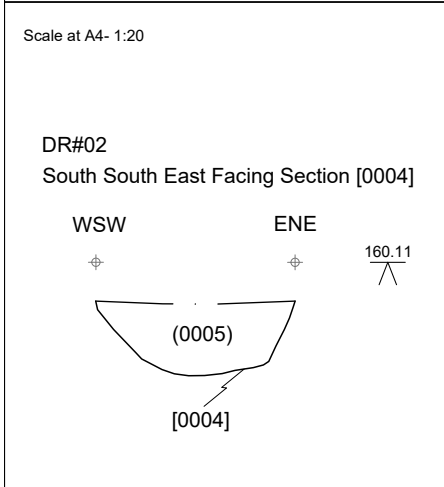 Scale at A4- 1:20
DR#02
South South East Facing Section [0004]
WSW ENE
160.11
(0005)
[0004]